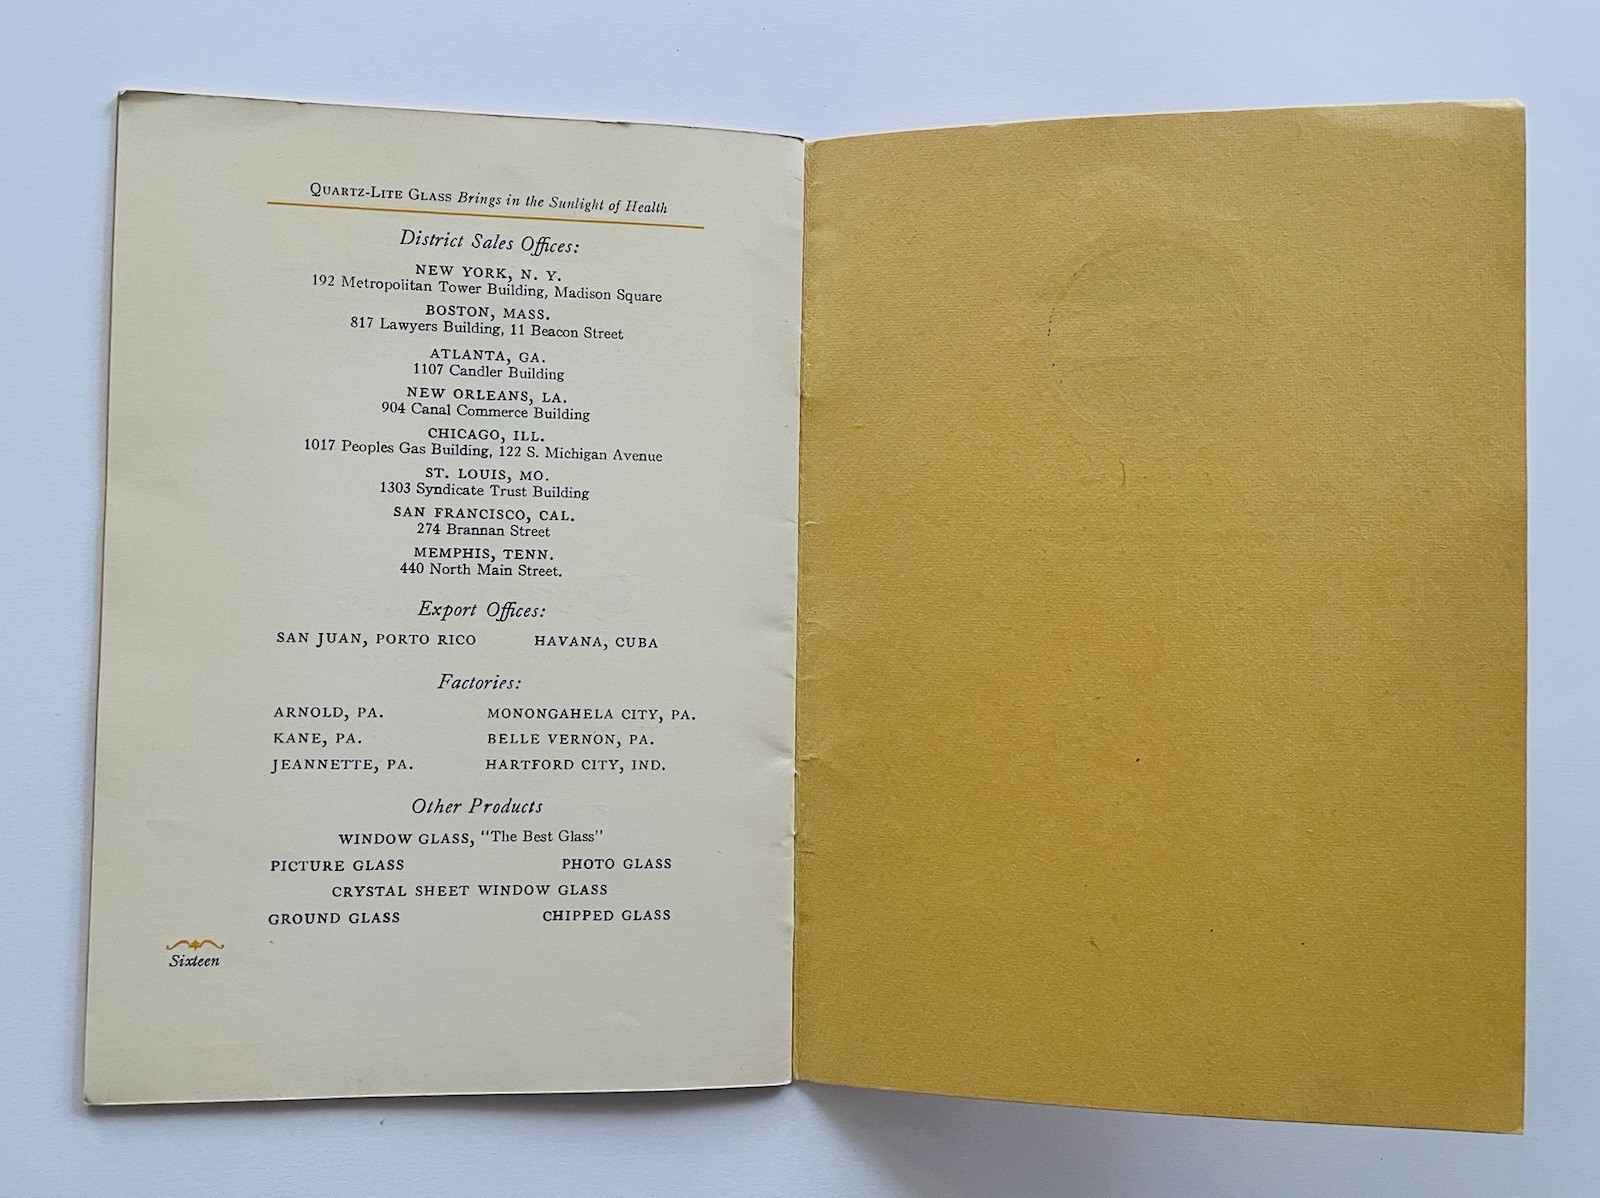 QUARTZ-LITE GLASS Brings in the Sunlight of Health
District Sales Offices:
NEW YORK, N. Y.
192 Metropolitan Tower Building, Madison Square
BOSTON, MASS.
817 Lawyers Building, 11 Beacon Street
ATLANTA, GA.
1107 Candler Building
NEW ORLEANS, LA.
904 Canal Commerce Building
CHICAGO, ILL.
1017 Peoples Gas Building, 122 S. Michigan Avenue
ST. LOUIS, MO.
1303 Syndicate Trust Building
SAN FRANCISCO, CAL.
274 Brannan Street
MEMPHIS, TENN.
440 North Main Street.
Export Offices:
SAN JUAN, PORTO RICO HAVANA, CUBA
Factories:
ARNOLD, PA. MONONGAHELA CITY, PA.
KANE, PA. BELLE VERNON, PA.
JEANNETTE, PA. HARTFORD CITY, IND.
Other Products
WINDOW GLASS, "The Best Glass"
PICTURE GLASS PHOTO GLASS
CRYSTAL SHEET WINDOW GLASS
GROUND GLASS CHIPPED GLASS
Sixteen